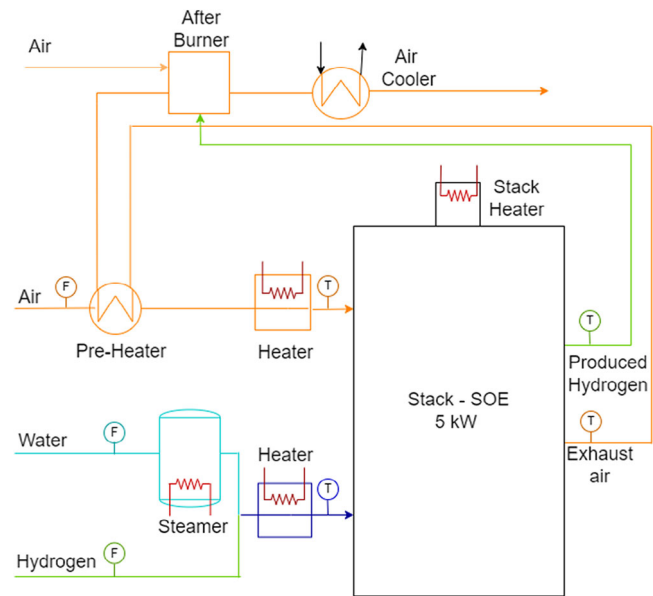 After
Burner
Air
Air
Cooler
Stack
Heater
F
T
Air
Pre-Heater
Heater
T
Produced
Hydrogen
Stack - SOE
5 kW
T
Exhaust
air
Water
F
Heater
T
Steamer
Hydrogen
F